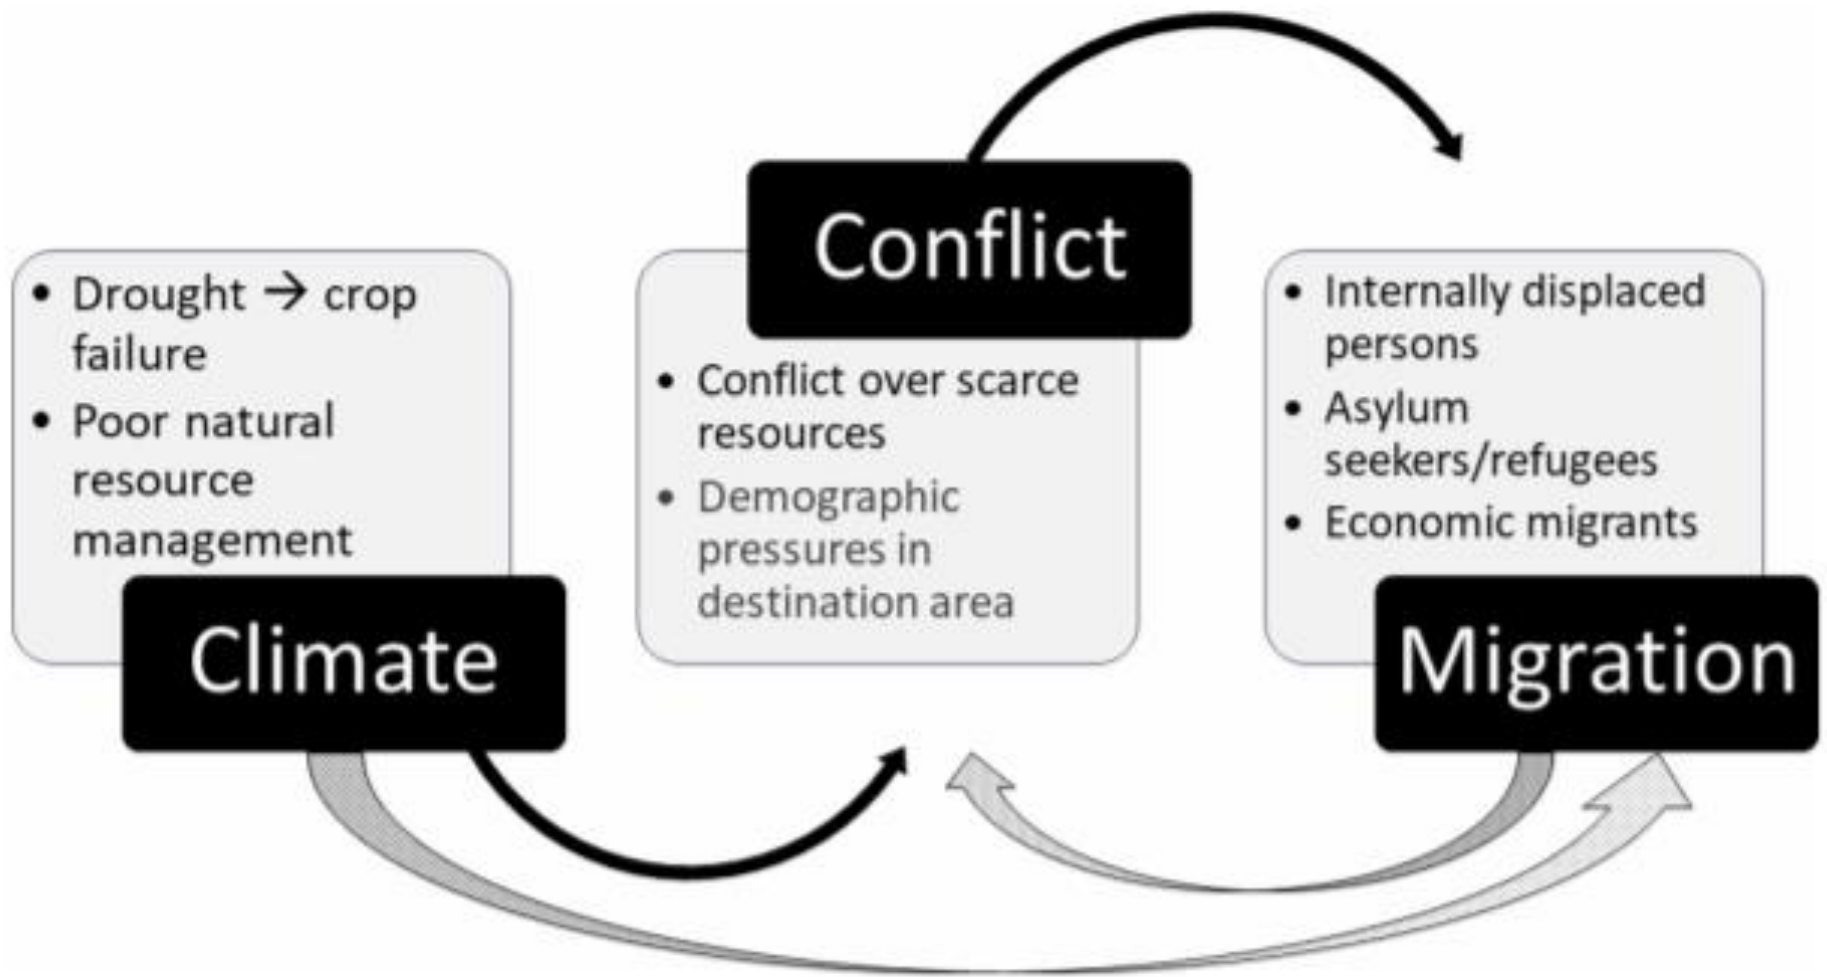 • Drought → crop
failure
• Poor natural
resource
management
Climate
Conflict
• Conflict over scarce
resources
• Demographic
pressures in
destination area
• Internally displaced
persons
• Asylum
seekers/refugees
• Economic migrants
Migration